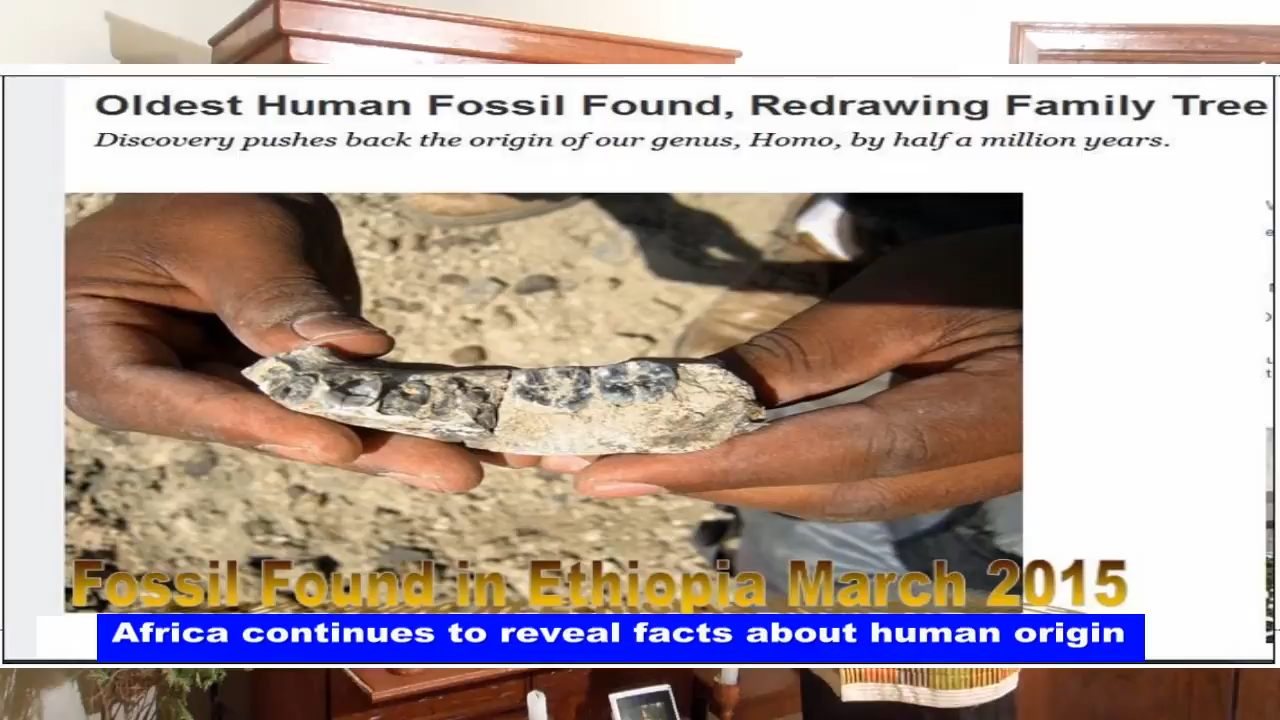 Oldest Human Fossil Found, Redrawing Family Tree
Discovery pushes back the origin of our genus, Homo, by half a million years.
Fossil Found in Ethiopia March 2015
Africa continues to reveal facts about human origin